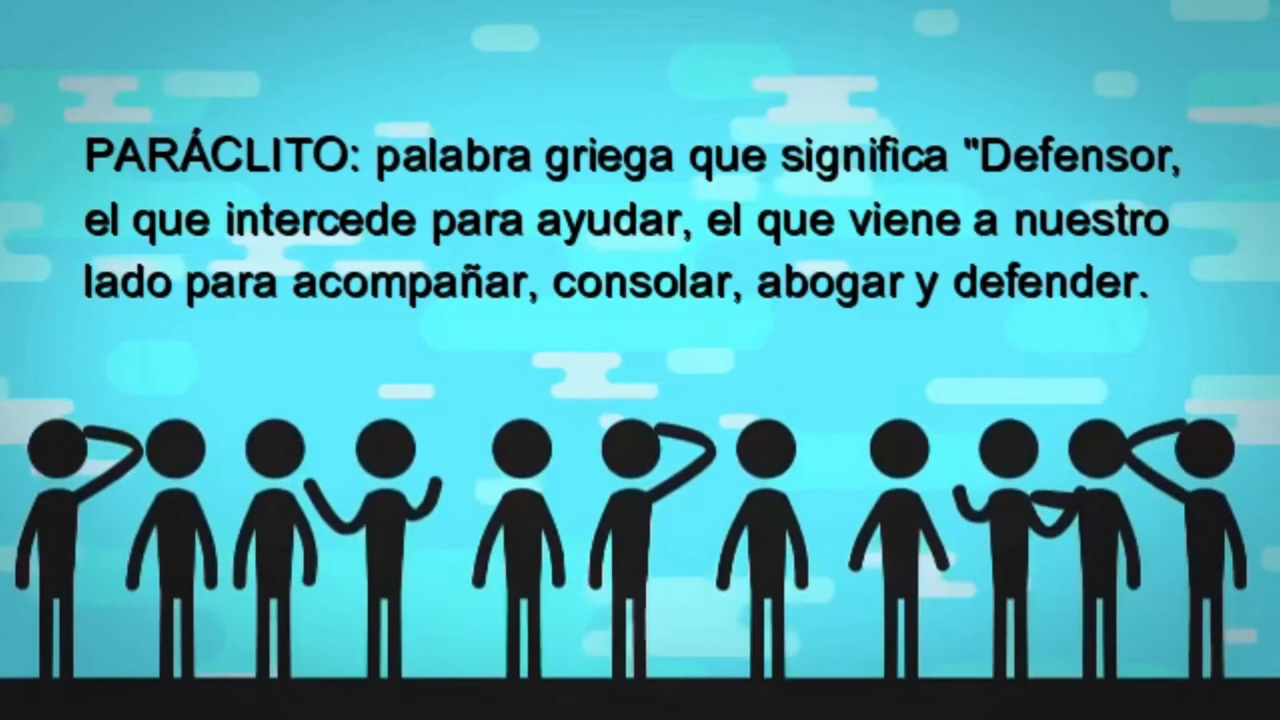 PARÁCLITO: palabra griega que significa "Defensor,
el que intercede para ayudar, el que viene a nuestro
lado para acompañar, consolar, abogar y defender.